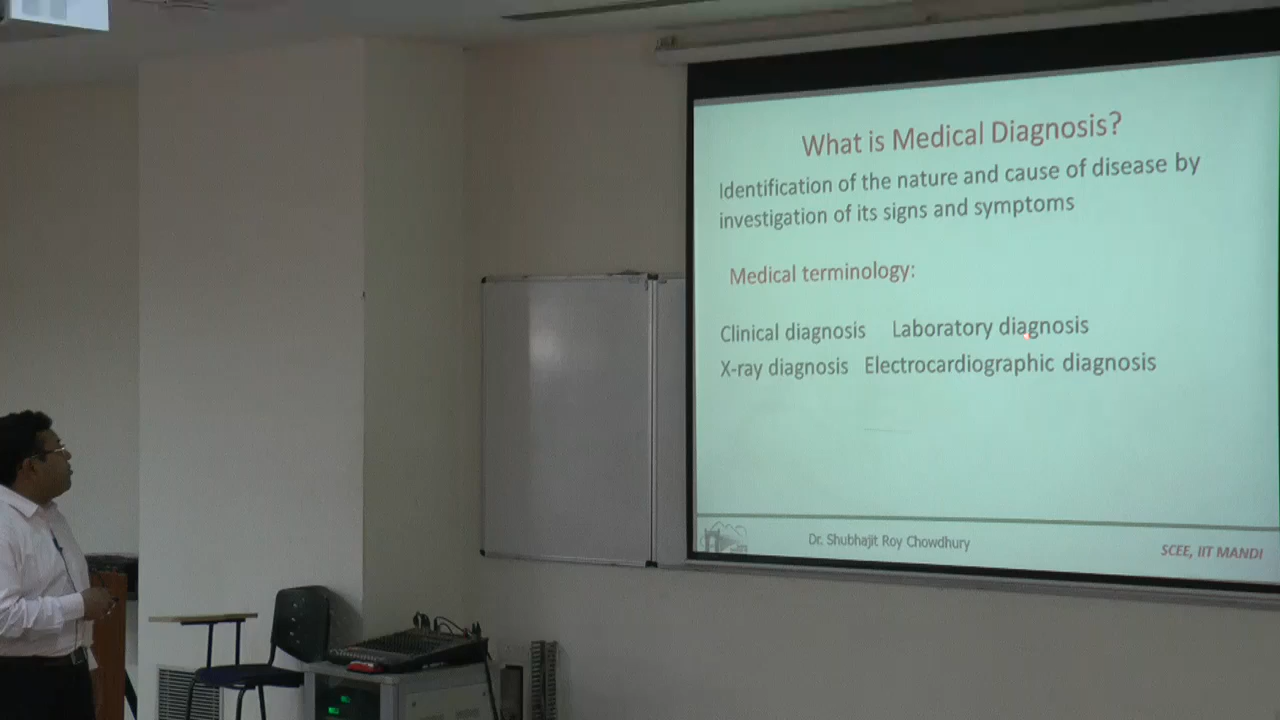 What is Medical Diagnosis?
Identification of the nature and cause of disease by
investigation of its signs and symptoms
Medical terminology:
Clinical diagnosis Laboratory diagnosis
X-ray diagnosis Electrocardiographic diagnosis
Dr. Shubhajit Roy Chowdhury
SCEE, IIT MANDI